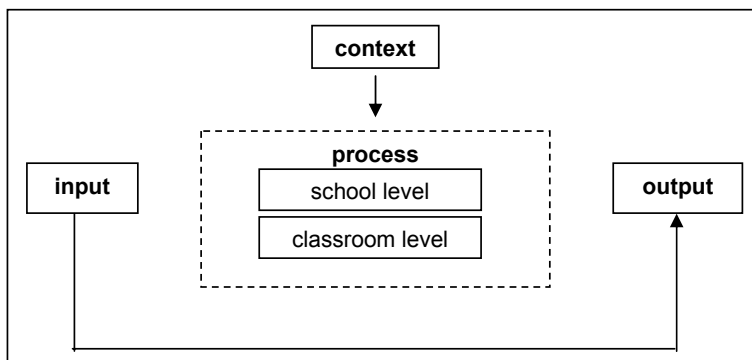 context
process
input
school level
output
classroom level